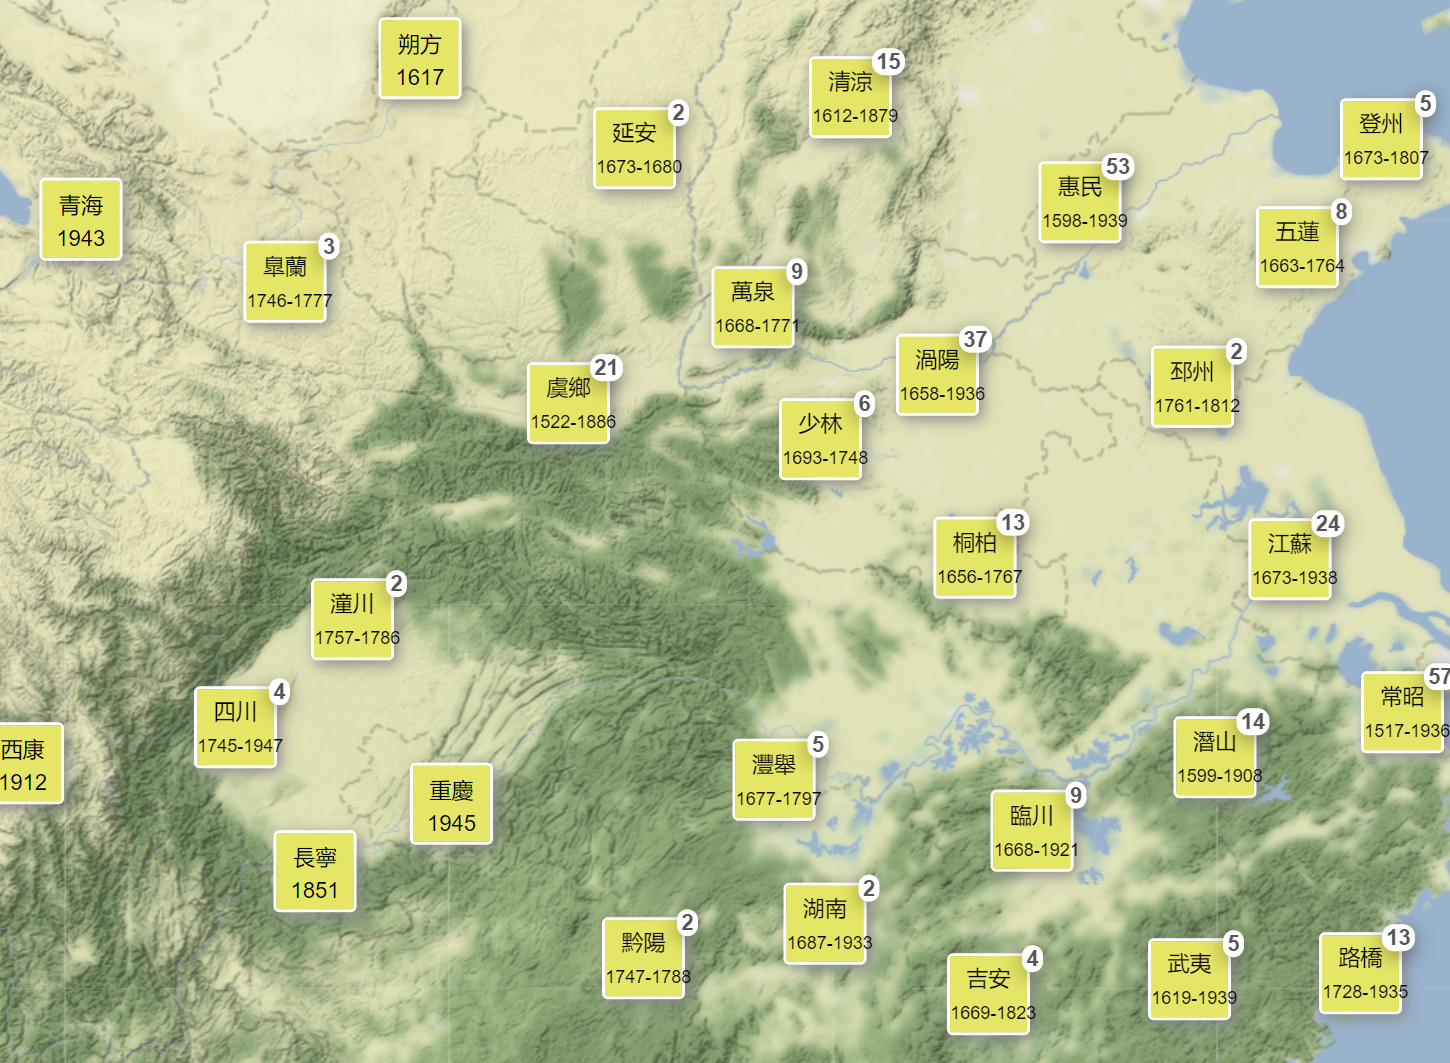 朔方
1617
15
清涼
1612-1879
2
延安
1673-1680
5
登州
1673-1807
53
惠民
1598-1939
青海
1943
8
五蓮
1663-1764
3
臯蘭
1746-1777
9
萬泉
1668-1771
37
渦陽
1658-1936
2
邳州
1761-1812
21
虞鄉
1522-1886
6
少林
1693-1748
13
桐柏
1656-1767
24
江蘇
1673-1938
2
潼川
1757-1786
57
常昭
1517-1936
4
四川
1745-1947
14
潛山
1599-1908
西康
1912
5
灃舉
1677-1797
重慶
1945
9
臨川
1668-1921
長寧
1851
2
湖南
1687-1933
2
黔陽
1747-1788
4
吉安
1669-1823
5
武夷
1619-1939
13
路橋
1728-1935